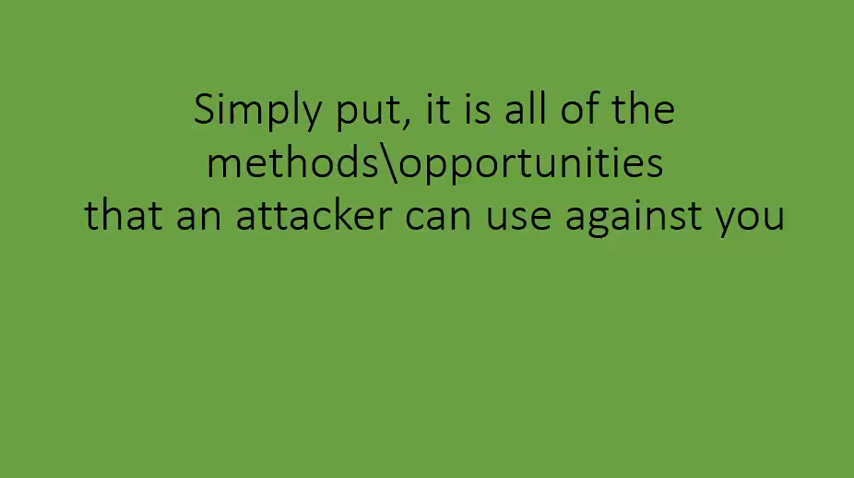 Simply put, it is all of the
methods\opportunities
that an attacker can use against you